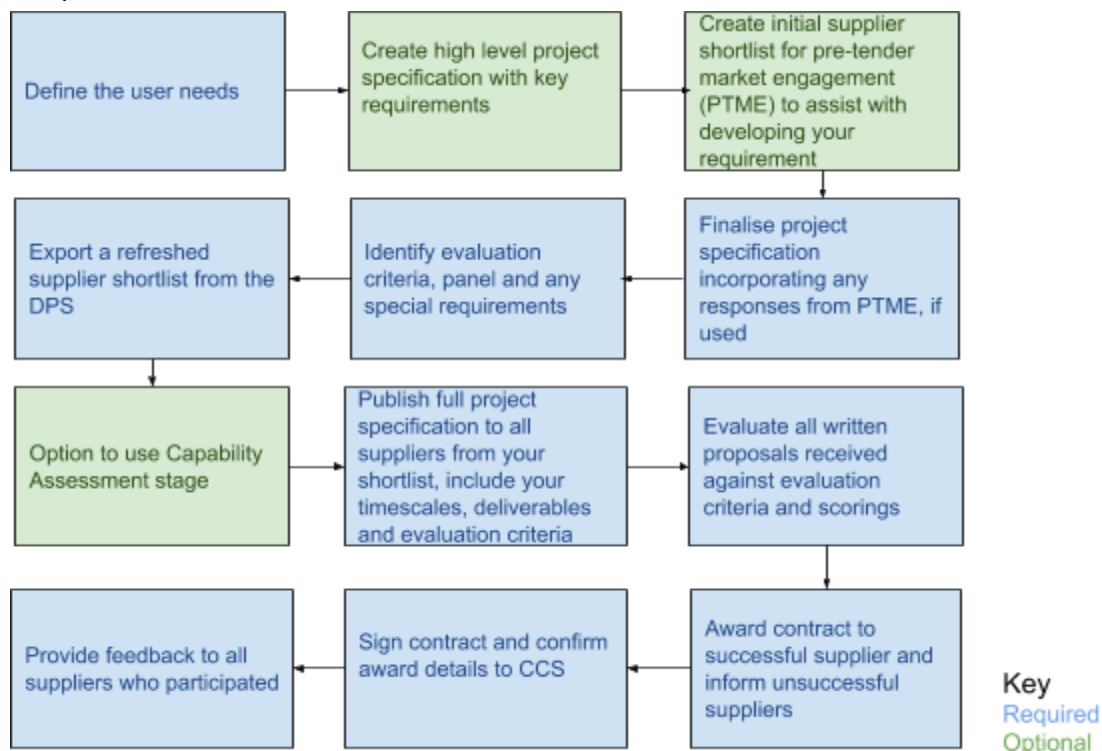 Define the user needs
Create high level project
specification with key
requirements
Create initial supplier
shortlist for pre-tender
market engagement
(PTME) to assist with
developing your
requirement
Export a refreshed
supplier shortlist from the
DPS
Identify evaluation
criteria, panel and any
special requirements
Finalise project
specification
incorporating any
responses from PTME, if
used
Option to use Capability
Assessment stage
Publish full project
specification to all
suppliers from your
shortlist, include your
timescales, deliverables
and evaluation criteria
Evaluate all written
proposals received
against evaluation
criteria and scorings
Provide feedback to all
suppliers who participated
Sign contract and confirm
award details to CCS
Award contract to
successful supplier and
inform unsuccessful
suppliers
Key
Required
Optional